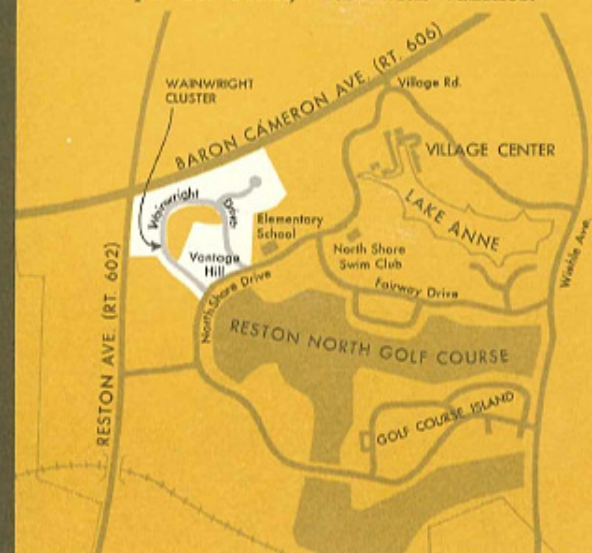 WAINWRIGHT
CLUSTER
BARON CAMERON AVE. (RT. 606)
Village Rd.
VILLAGE CENTER
LAKE ANNE
Wainwright
Drive
Elementary
School
Vantage
Hill
North Shore
Swim Club
Wiehle Ave.
North Shore Drive
Fairway Drive
RESTON AVE. (RT. 602)
RESTON NORTH GOLF COURSE
GOLF COURSE ISLAND